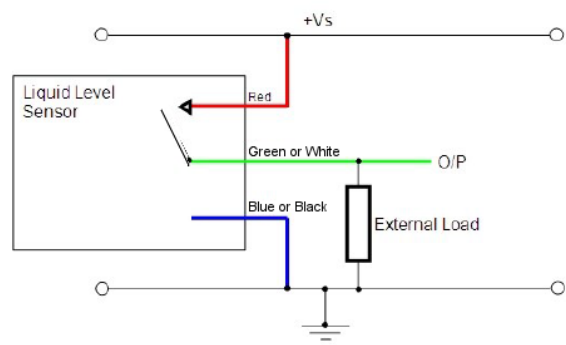 +Vs
Liquid Level
Sensor
Red
Green or White
O/P
Blue or Black
External Load